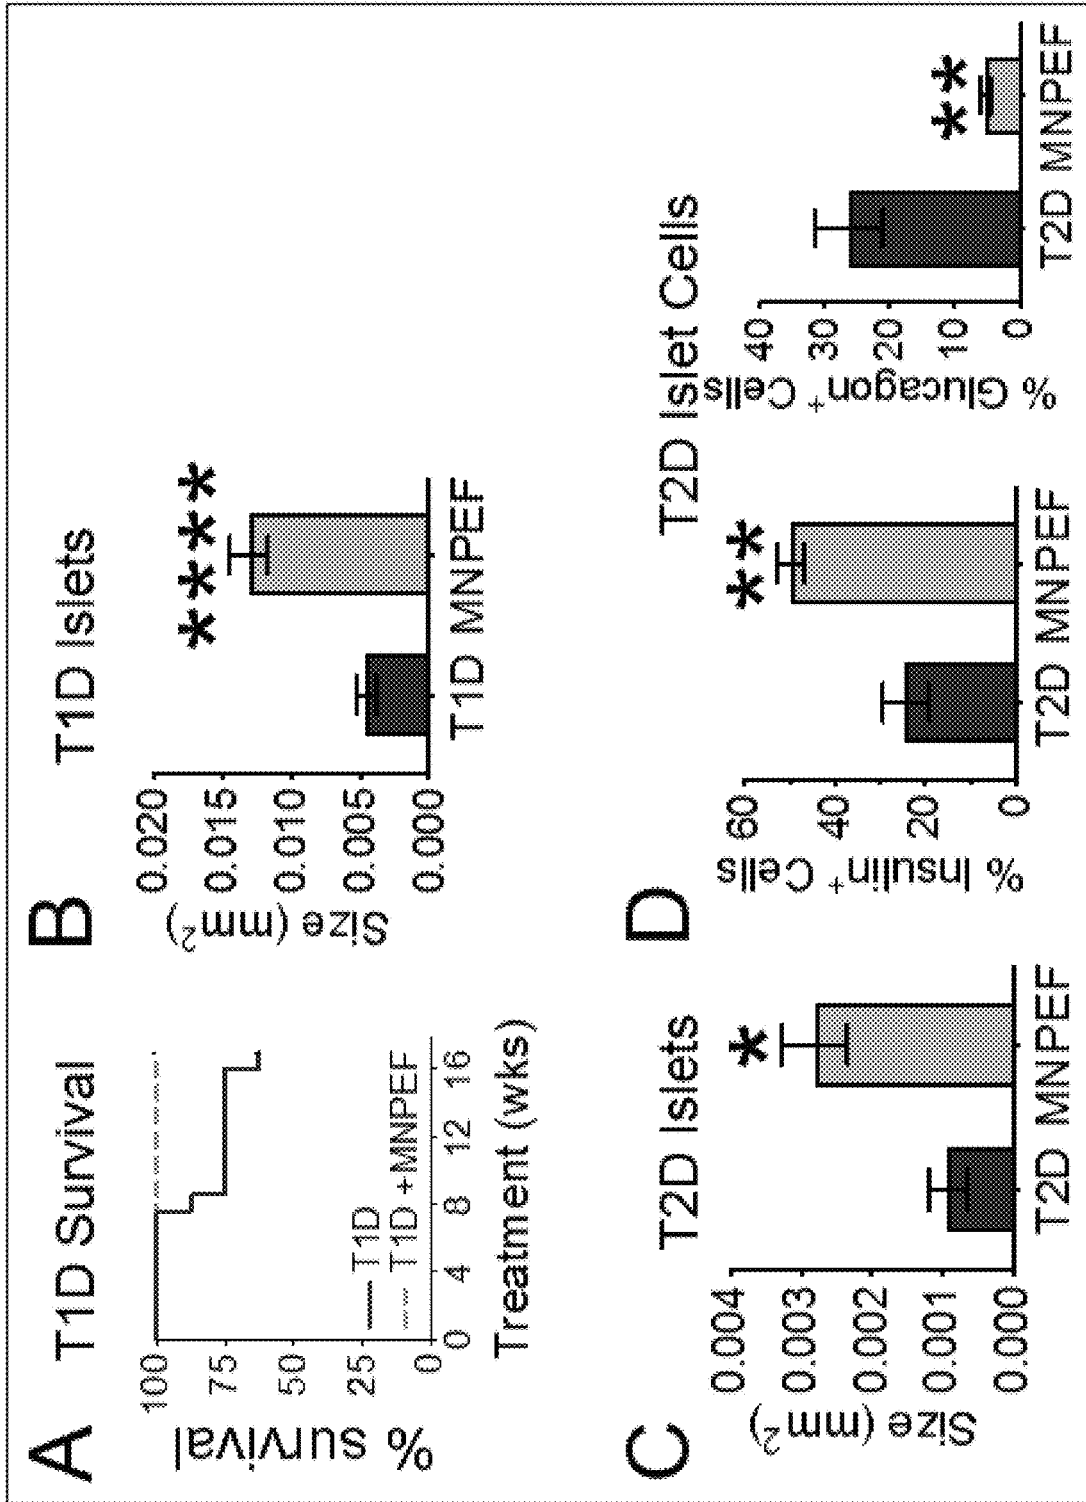 A
T1D Survival
% survival
100
75
50
25
0
T1D
T1D +MNPEF
0 4 8 12 16
Treatment (wks)
B
T1D Islets
Size (mm²)
0.020
0.015
0.010
0.005
0.000
****
T1D MNPEF
C
T2D Islets
Size (mm²)
0.004
0.003
0.002
0.001
0.000
*
T2D MNPEF
D
T2D Islet Cells
% Insulin⁺ Cells
60
40
20
0
**
T2D MNPEF
% Glucagon⁺ Cells
40
30
20
10
0
**
T2D MNPEF